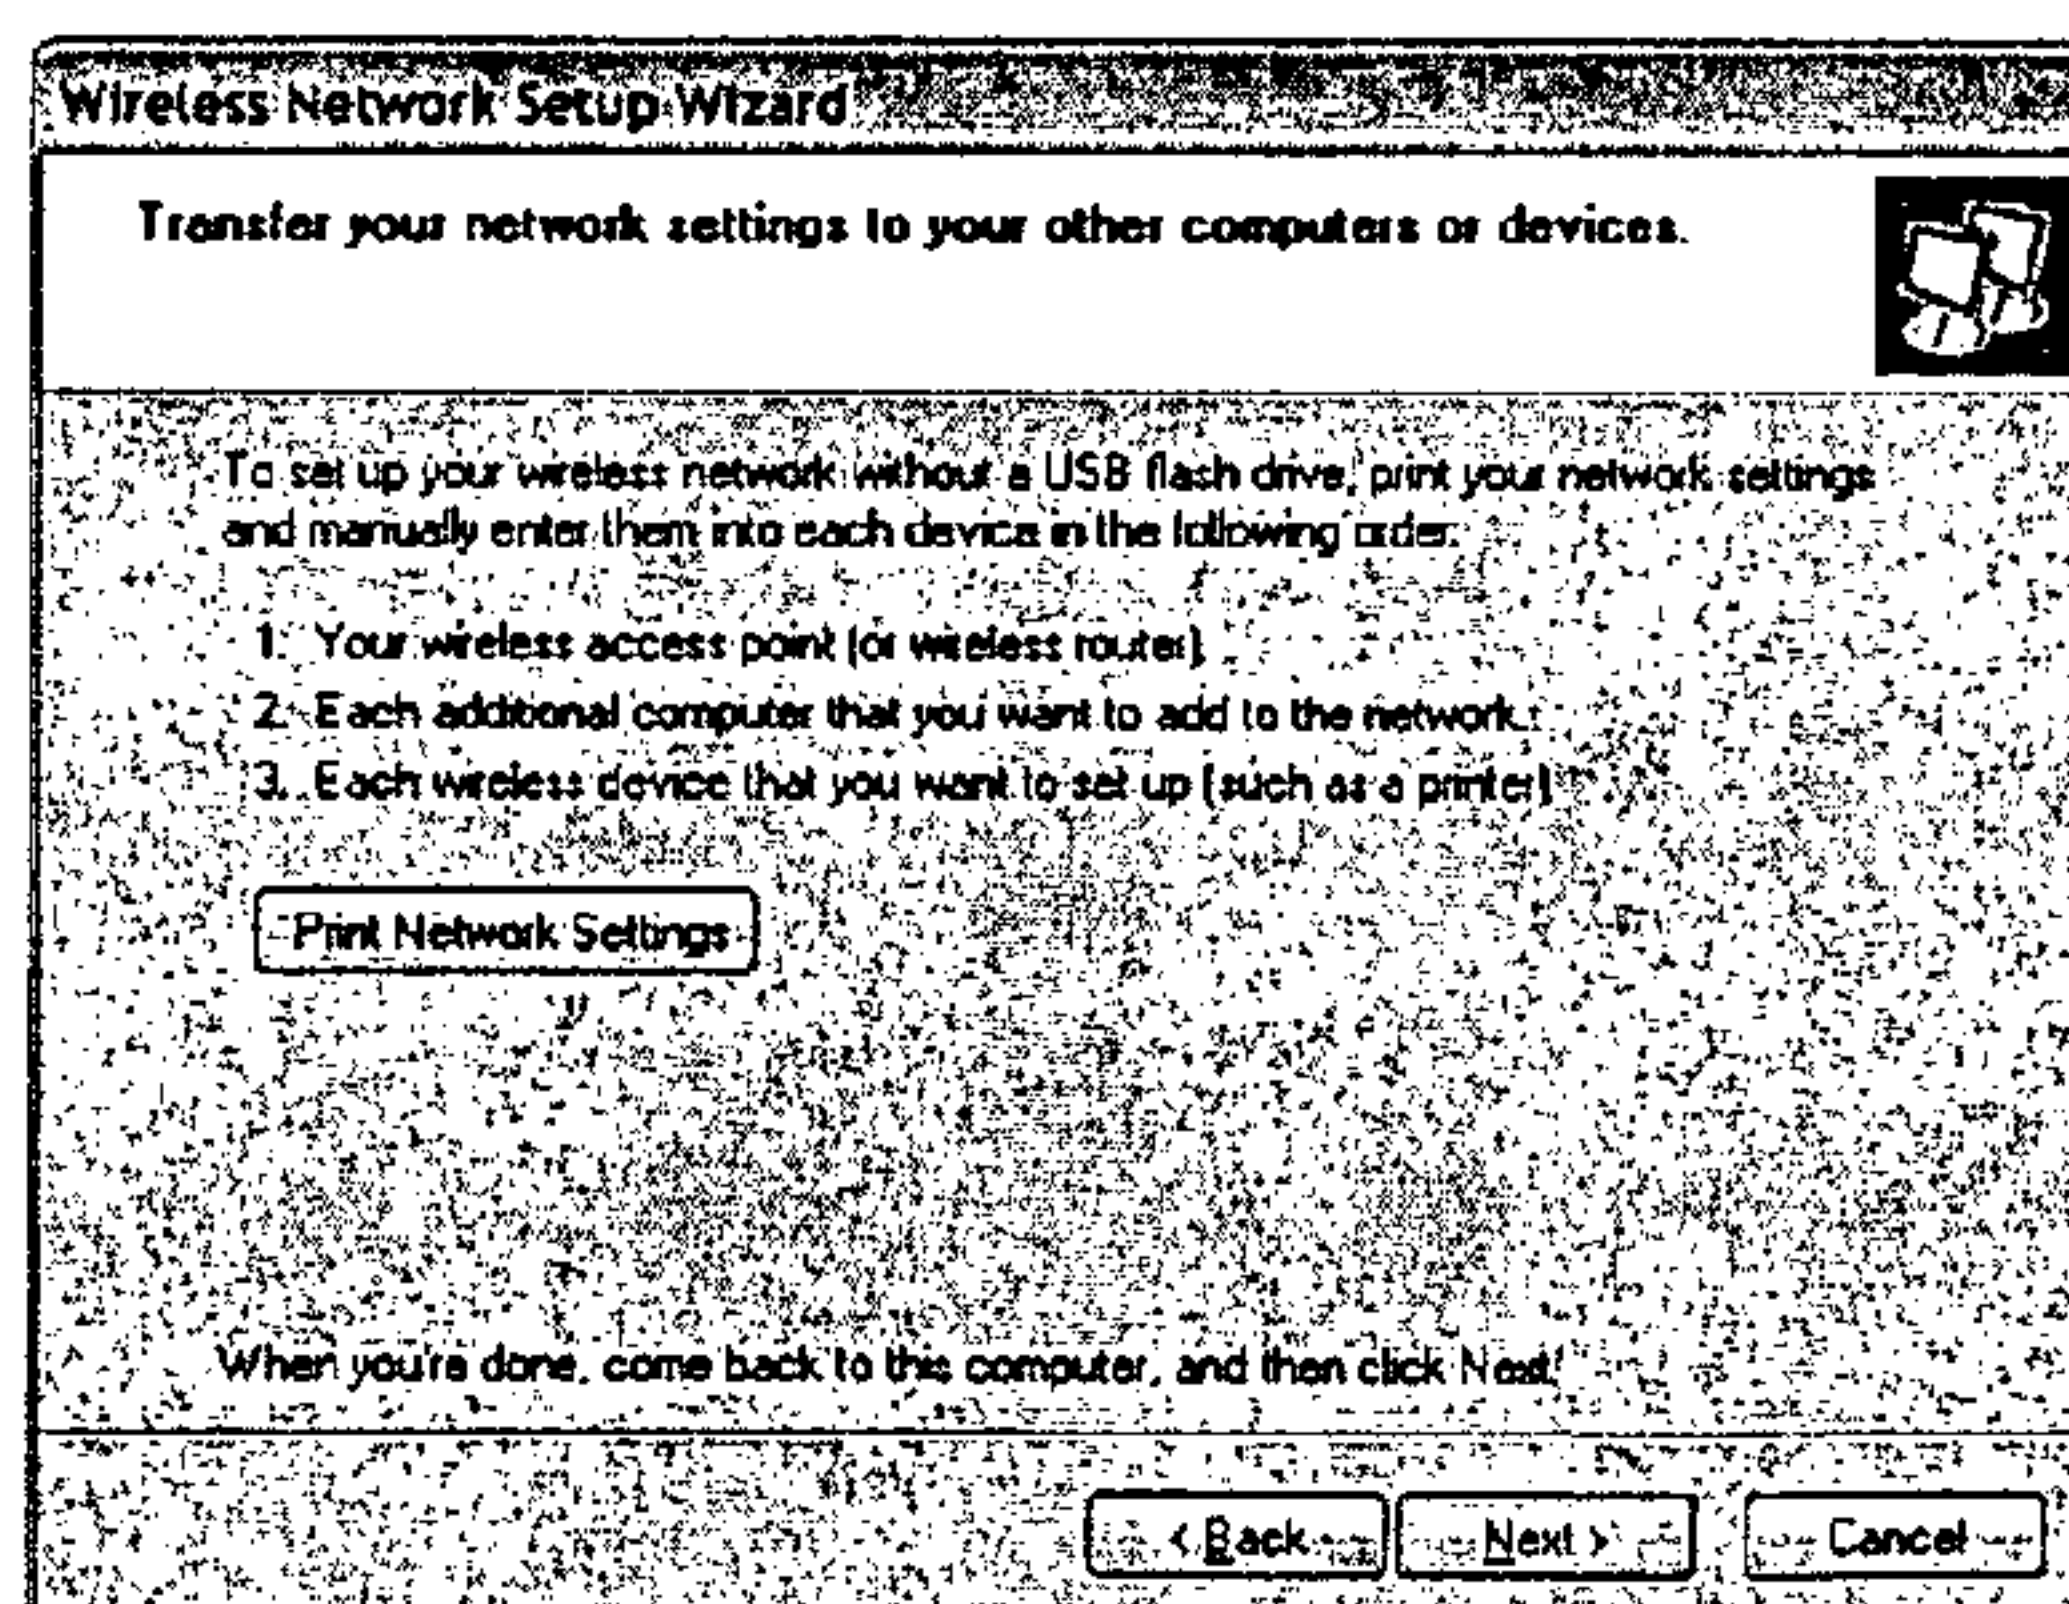 Wireless Network Setup Wizard
Transfer your network settings to your other computers or devices.
To set up your wireless network without a USB flash drive, print your network settings
and manually enter them into each device in the following order:
1. Your wireless access point (or wireless router)
2. Each additional computer that you want to add to the network.
3. Each wireless device that you want to set up (such as a printer)
Print Network Settings
When you're done, come back to this computer, and then click Next.
< Back Next > Cancel